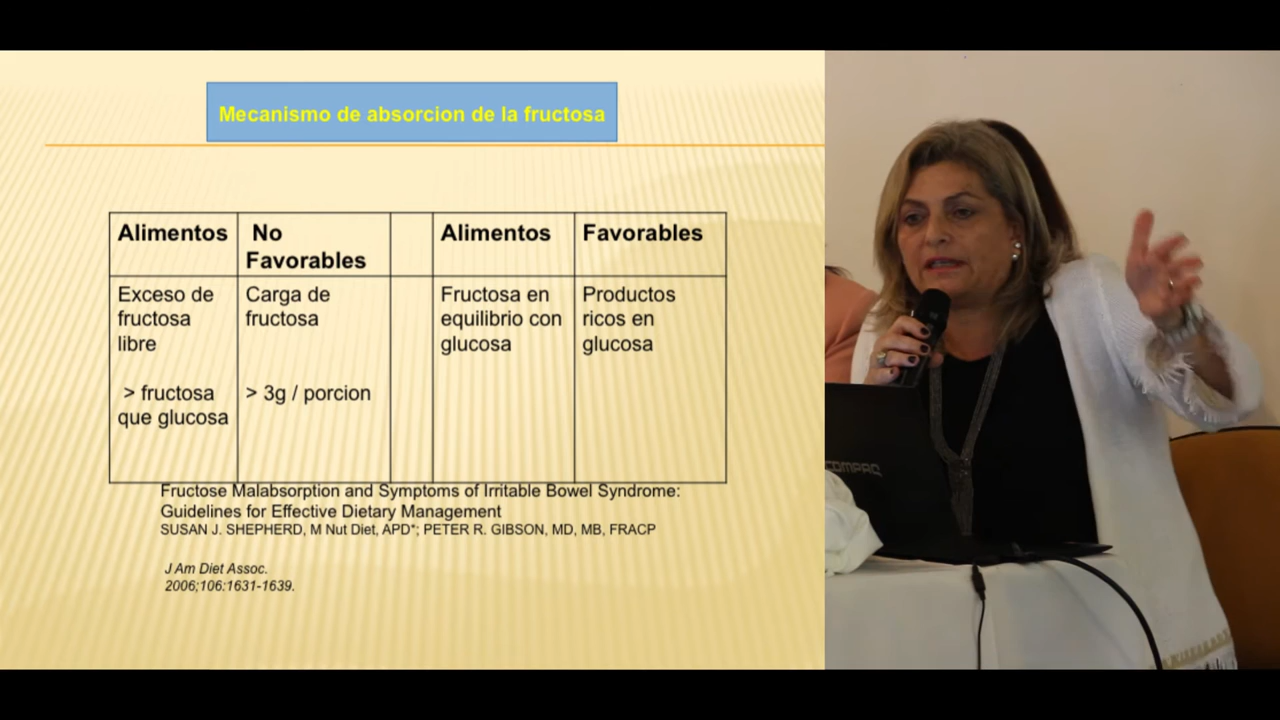 Mecanismo de absorcion de la fructosa
Alimentos
No
Favorables
Alimentos
Favorables
Exceso de
fructosa
libre
> fructosa
que glucosa
Carga de
fructosa
> 3g / porcion
Fructosa en
equilibrio con
glucosa
Productos
ricos en
glucosa
Fructose Malabsorption and Symptoms of Irritable Bowel Syndrome:
Guidelines for Effective Dietary Management
SUSAN J. SHEPHERD, M Nut Diet, APD*; PETER R. GIBSON, MD, MB, FRACP
J Am Diet Assoc.
2006;106:1631-1639.
COMPAQ